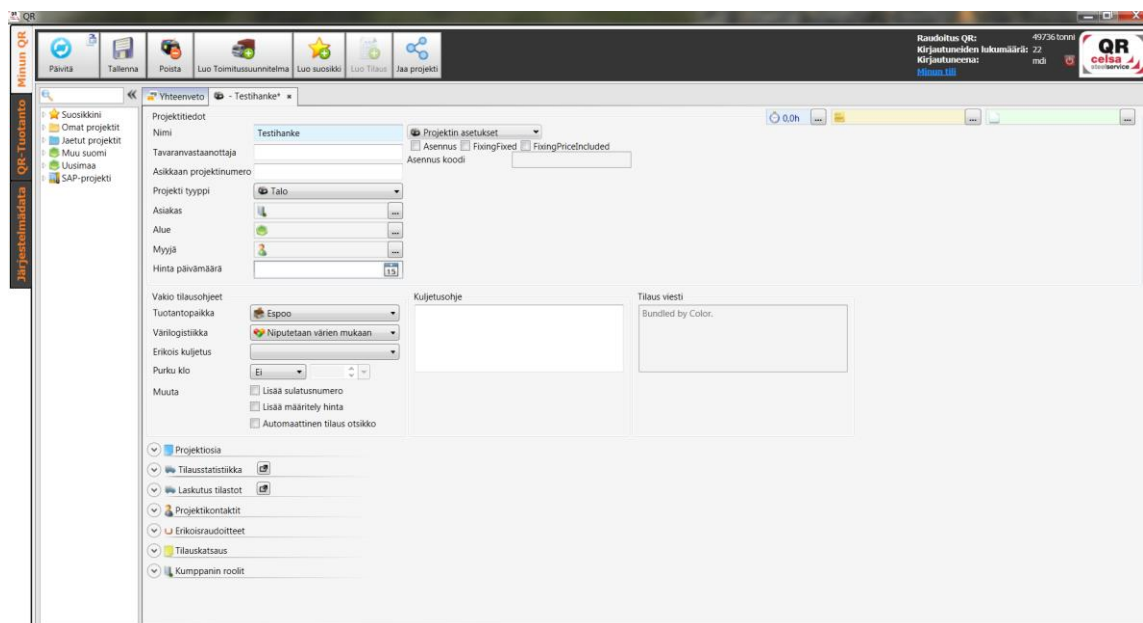 QR
Minun QR
QR-Tuotanto
Järjestelmädata
Päivitä
Tallenna
Poista
Luo Toimitussuunnitelma
Luo suosikki
Luo Tilaus
Jaa projekti
Raudoitus QR: 49736 tonni
Kirjautuneiden lukumäärä: 22
Kirjautuneena: mdi
Minun tili
QR
celsa
steelservice
Suosikkini
Omat projektit
Jaetut projektit
Muu suomi
Uusimaa
SAP-projekti
Yhteenveto
- Testihanke*
Projektitiedot
0,0h
...
...
...
Nimi Testihanke
Projektin asetukset
Asennus FixingFixed FixingPriceIncluded
Tavaranvastaanottaja
Asennus koodi
Asikkaan projektinumero
Projekti tyyppi Talo
Asiakas ...
Alue ...
Myyjä ...
Hinta päivämäärä 15
Vakio tilausohjeet
Tuotantopaikka Espoo
Värilogistiikka Niputetaan värien mukaan
Erikois kuljetus
Purku klo Ei
Muuta Lisää sulatusnumero
Lisää määritely hinta
Automaattinen tilaus otsikko
Kuljetusohje
Tilaus viesti
Bundled by Color.
Projektiosia
Tilausstatistiikka
Laskutus tilastot
Projektikontaktit
Erikoisraudoitteet
Tilauskatsaus
Kumppanin roolit